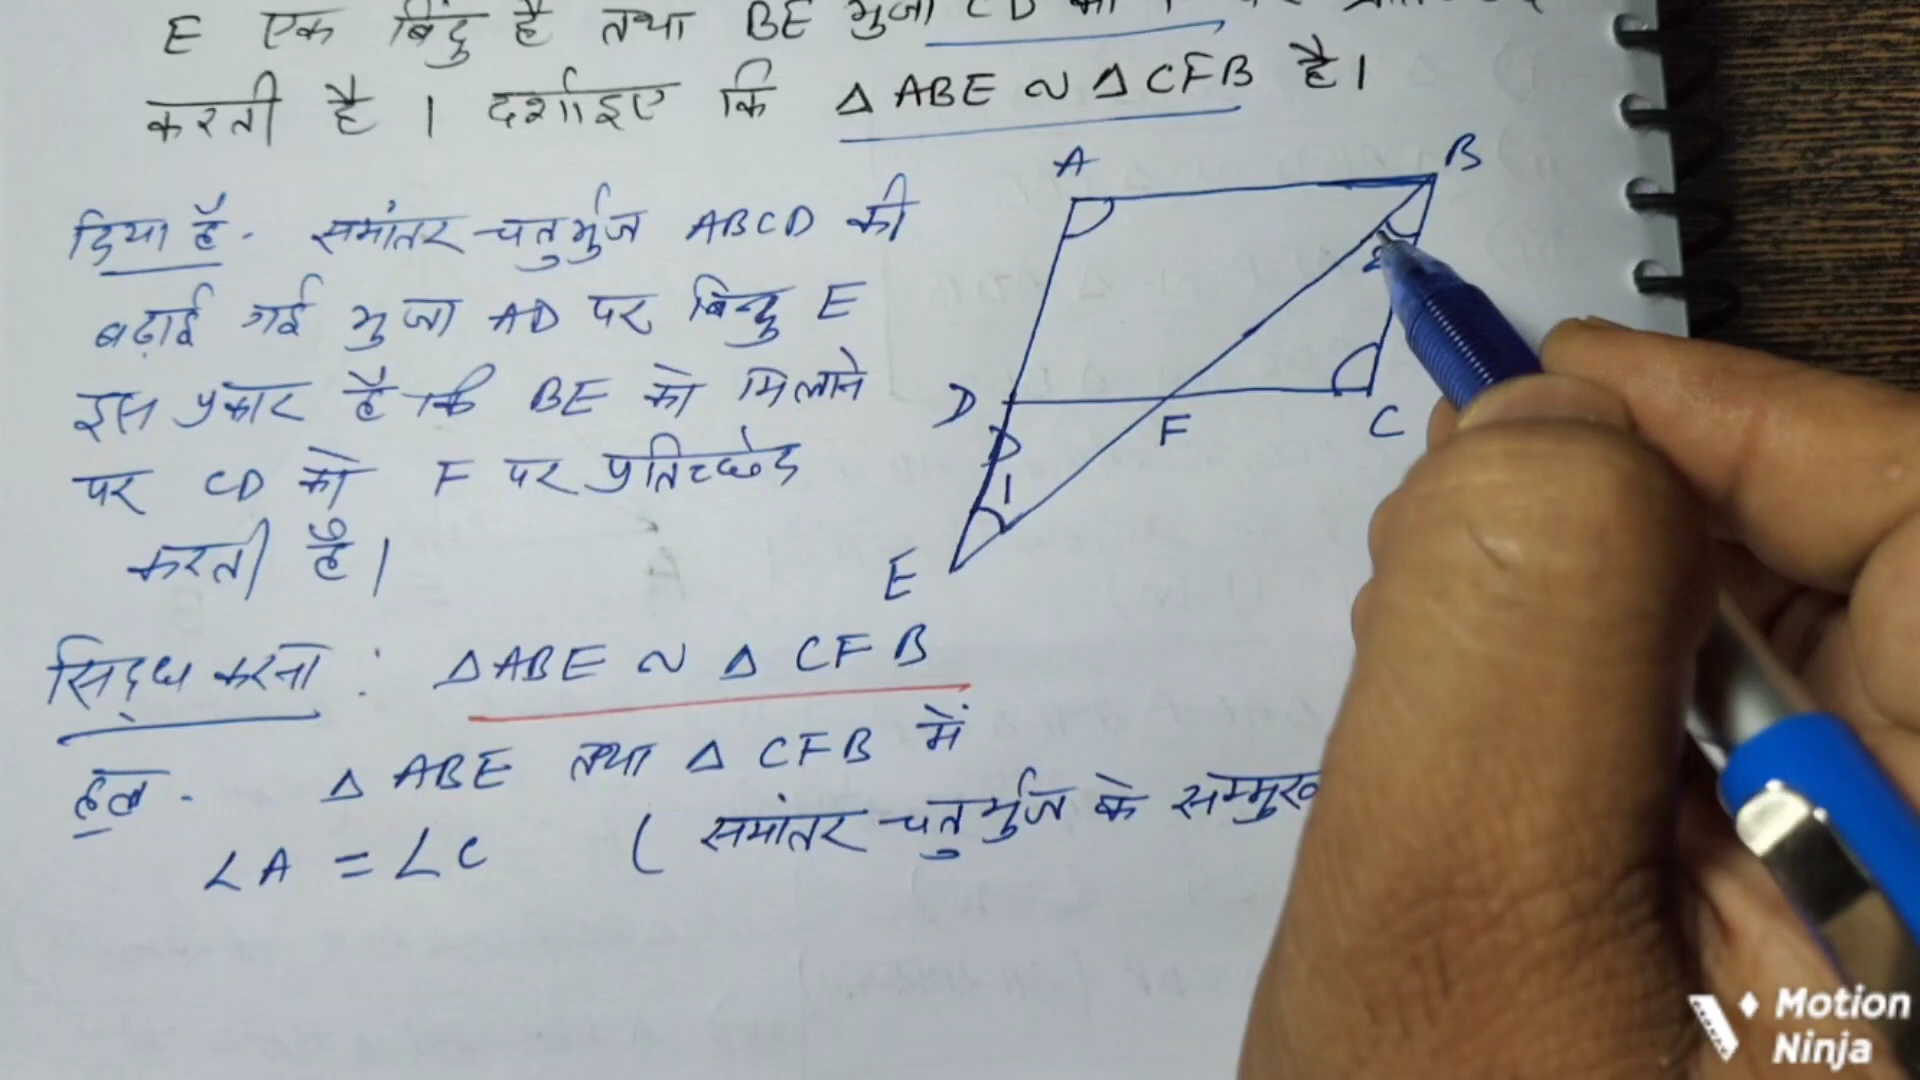 E एक बिंदु है तथा BE भुजा CD को F पर
करती है । दर्शाइए कि Δ ABE ~ Δ CFB है।
A
B
दिया है- समांतर चतुर्भुज ABCD की
बढ़ाई गई भुजा AD पर बिन्दु E
2
इस प्रकार है कि BE को मिलाने
D
F
C
पर CD को F पर प्रतिच्छेद
1
करती है।
E
सिद्ध करना : Δ ABE ~ Δ CFB
हल- Δ ABE तथा Δ CFB में
∠A = ∠C ( समांतर चतुर्भुज के सम्मुख
Motion
Ninja